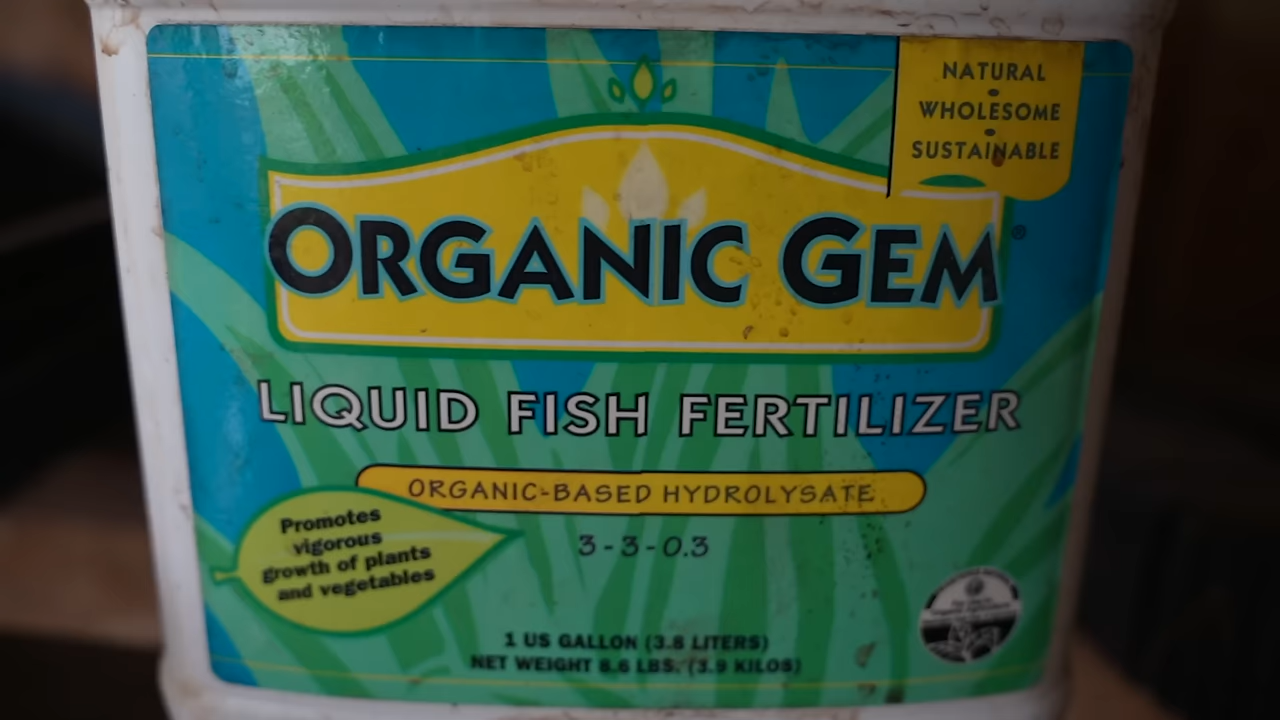 NATURAL
•
WHOLESOME
•
SUSTAINABLE
ORGANIC GEM®
LIQUID FISH FERTILIZER
ORGANIC-BASED HYDROLYSATE
3-3-0.3
Promotes
vigorous
growth of plants
and vegetables
1 US GALLON (3.8 LITERS)
NET WEIGHT 8.6 LBS. (3.9 KILOS)